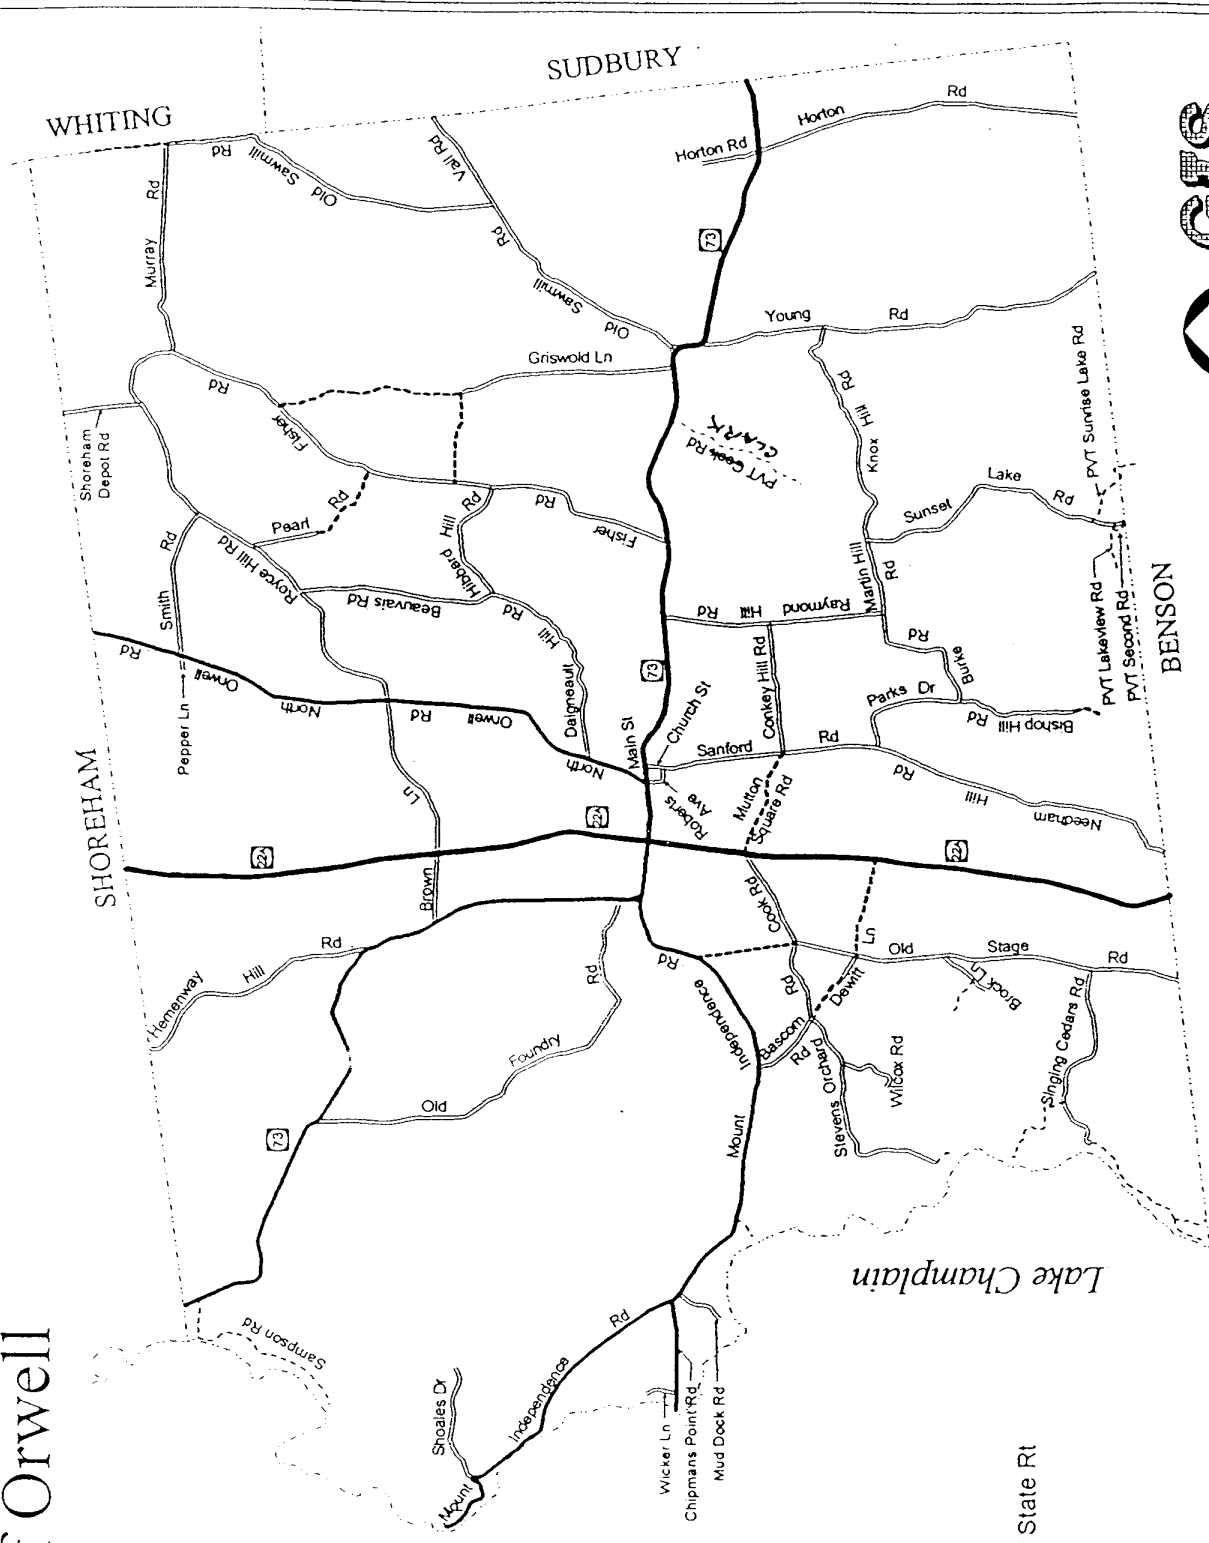 SUDBURY
WHITING
Horton
Rd
Horton Rd
Vail Rd
Rd
Old Sawmill
Murray Rd
Rd
Old Sawmill
73
Griswold Ln
Young Rd
Rd
Fisher
Shoreham
Depot Rd
Knox Hill Rd
PVT Cook Rd
CLARK
PVT Sunrise Lake Rd
Sunset Lake Rd
Pearl Rd
Hibbard Hill Rd
Fisher Rd
Smith Rd
Royce Hill Rd
Beauvais Rd
Daigneault Hill Rd
Raymond Hill Rd
Martin Hill
Rd
Burke Rd
PVT Lakeview Rd
PVT Second Rd
BENSON
North Orwell Rd
North Orwell Rd
Pepper Ln
73
Church St
Main St
Conkey Hill Rd
Parks Dr
Bishop Hill Rd
Sanford Rd
Roberts
Ave
Mutton
Square Rd
Needham Hill Rd
SHOREHAM
22A
22A
22A
Brown Ln
Cook Rd
Hemenway Hill Rd
Old Foundry Rd
Mount Independence Rd
Bascom
Rd
Rd
Dewitt Ln
Old Stage Rd
Brock Ln
Stevens Orchard
Wilcox Rd
Singing Cedars Rd
73
Lake Champlain
Sampson Rd
Orwell
Shoales Dr
Mount Independence Rd
Wicker Ln
Chipmans Point Rd
Mud Dock Rd
State Rt